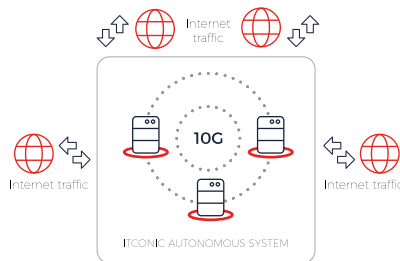 Internet
traffic
10G
Internet traffic
Internet traffic
ITCONIC AUTONOMOUS SYSTEM